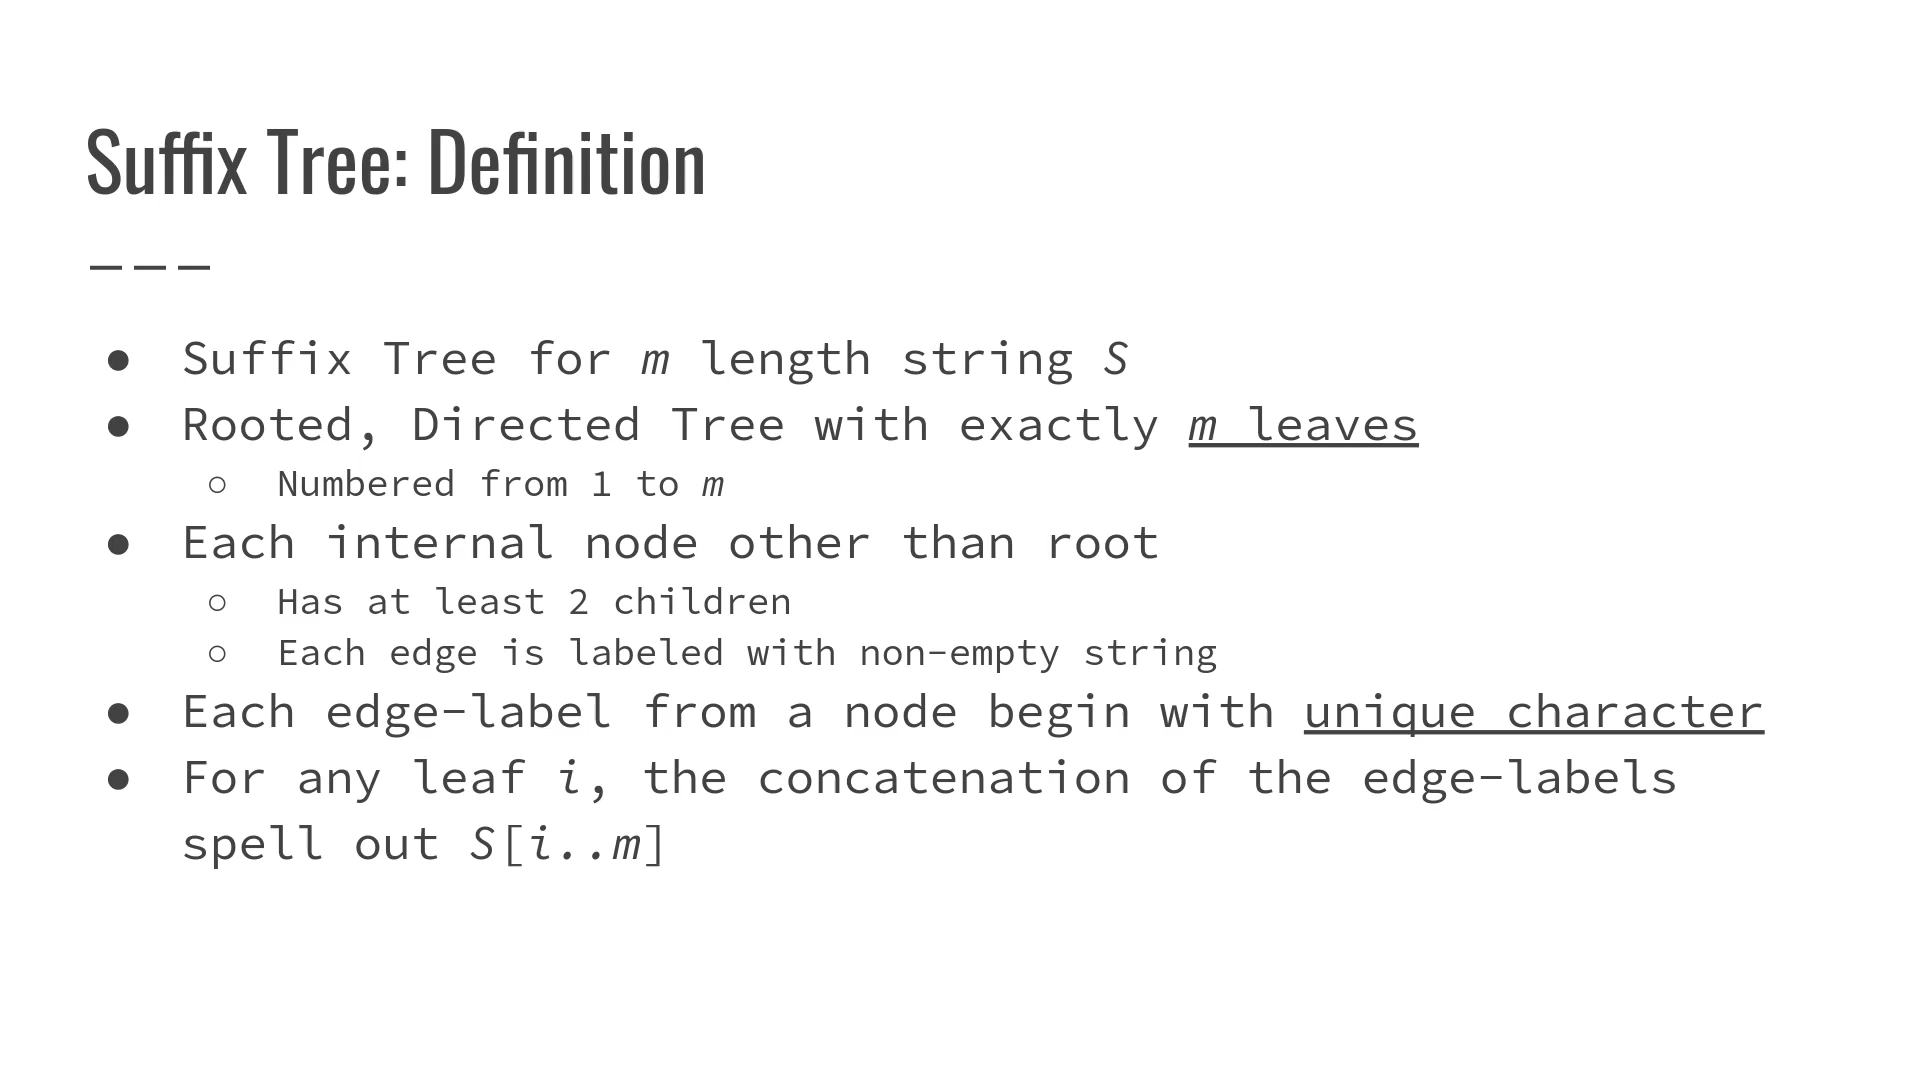 Suffix Tree: Definition
● Suffix Tree for m length string S
● Rooted, Directed Tree with exactly m leaves
○ Numbered from 1 to m
● Each internal node other than root
○ Has at least 2 children
○ Each edge is labeled with non-empty string
● Each edge-label from a node begin with unique character
● For any leaf i, the concatenation of the edge-labels
spell out S[i..m]